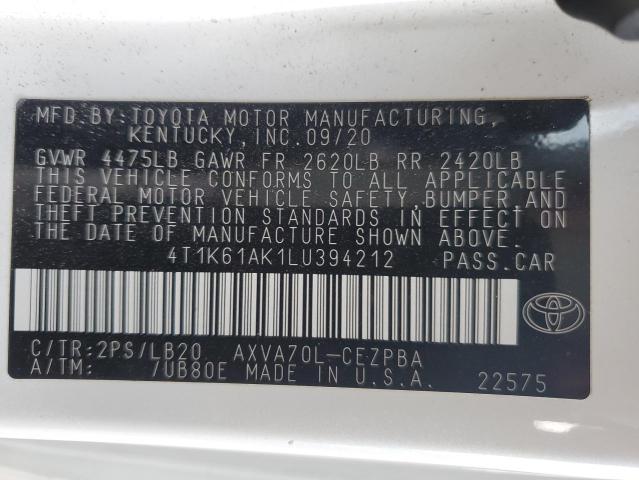 MFD.BY:TOYOTA MOTOR MANUFACTURING,
KENTUCKY, INC.09/20
GVWR 4475LB GAWR FR 2620LB RR 2420LB
THIS VEHICLE CONFORMS TO ALL APPLICABLE
FEDERAL MOTOR VEHICLE SAFETY,BUMPER,AND
THEFT PREVENTION STANDARDS IN EFFECT ON
THE DATE OF MANUFACTURE SHOWN ABOVE.
4T1K61AK1LU394212 PASS.CAR
C/TR:2PS/LB20 AXVA70L-CEZPBA
A/TM: 7UB80E MADE IN U.S.A. 22575